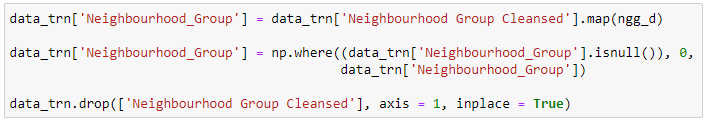 data_trn['Neighbourhood_Group'] = data_trn['Neighbourhood Group Cleansed'].map(ngg_d)
data_trn['Neighbourhood_Group'] = np.where((data_trn['Neighbourhood_Group'].isnull()), 0,
data_trn['Neighbourhood_Group'])
data_trn.drop(['Neighbourhood Group Cleansed'], axis = 1, inplace = True)